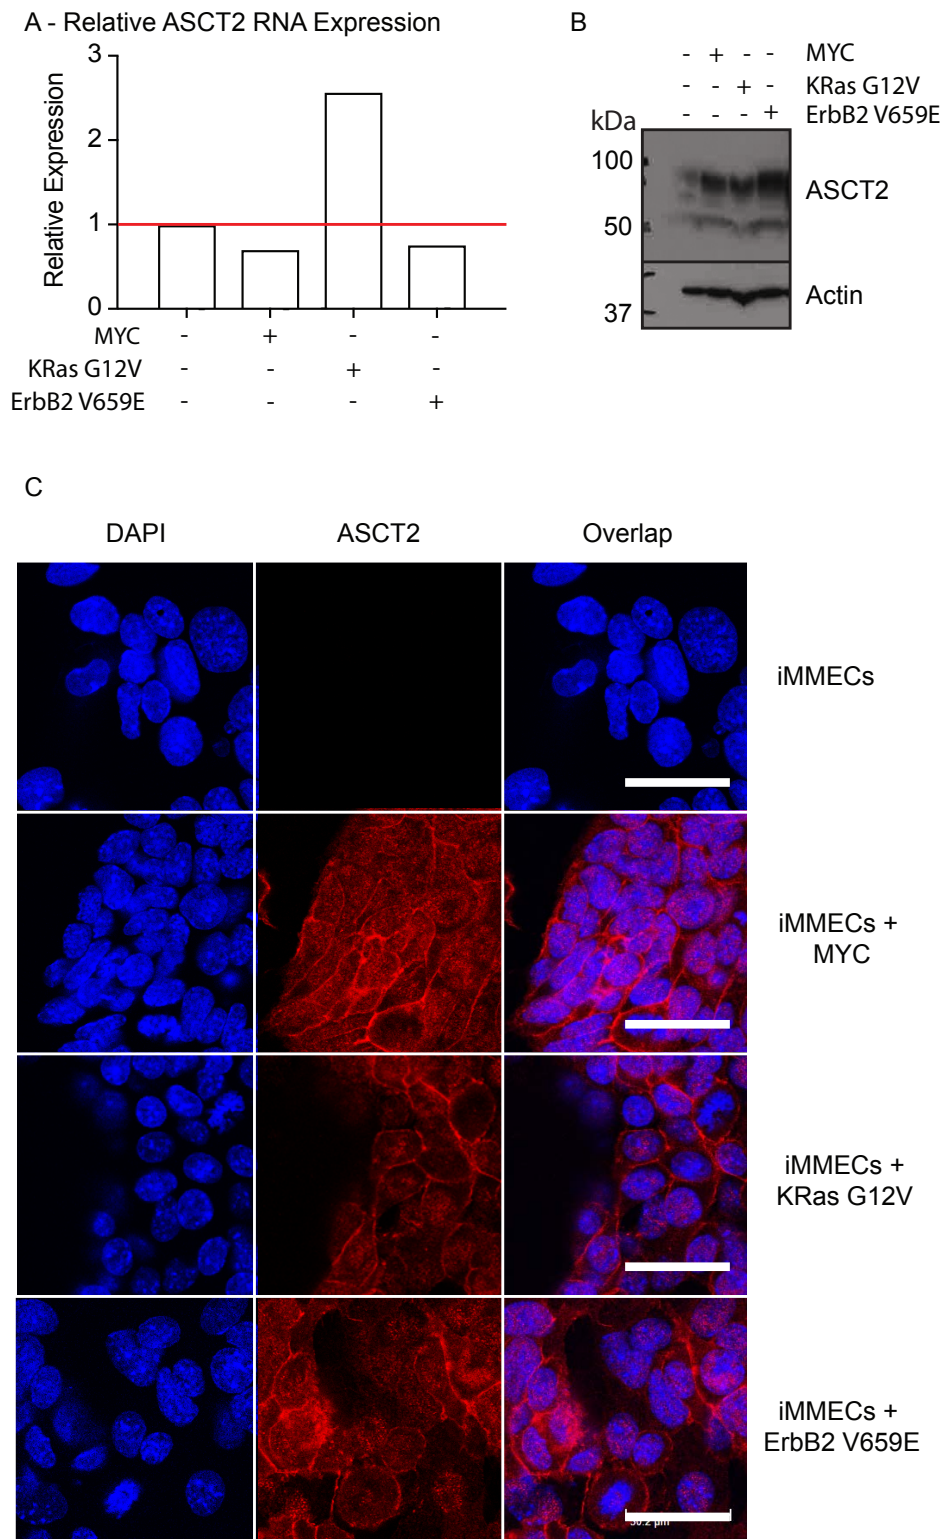 A - Relative ASCT2 RNA Expression
3
2
1
0
Relative Expression
MYC - + - -
KRas G12V - - + -
ErbB2 V659E - - - +
B
- + - - MYC
- - + - KRas G12V
- - - + ErbB2 V659E
kDa
100
50
37
ASCT2
Actin
C
DAPI ASCT2 Overlap
iMMECs
iMMECs +
MYC
iMMECs +
KRas G12V
iMMECs +
ErbB2 V659E